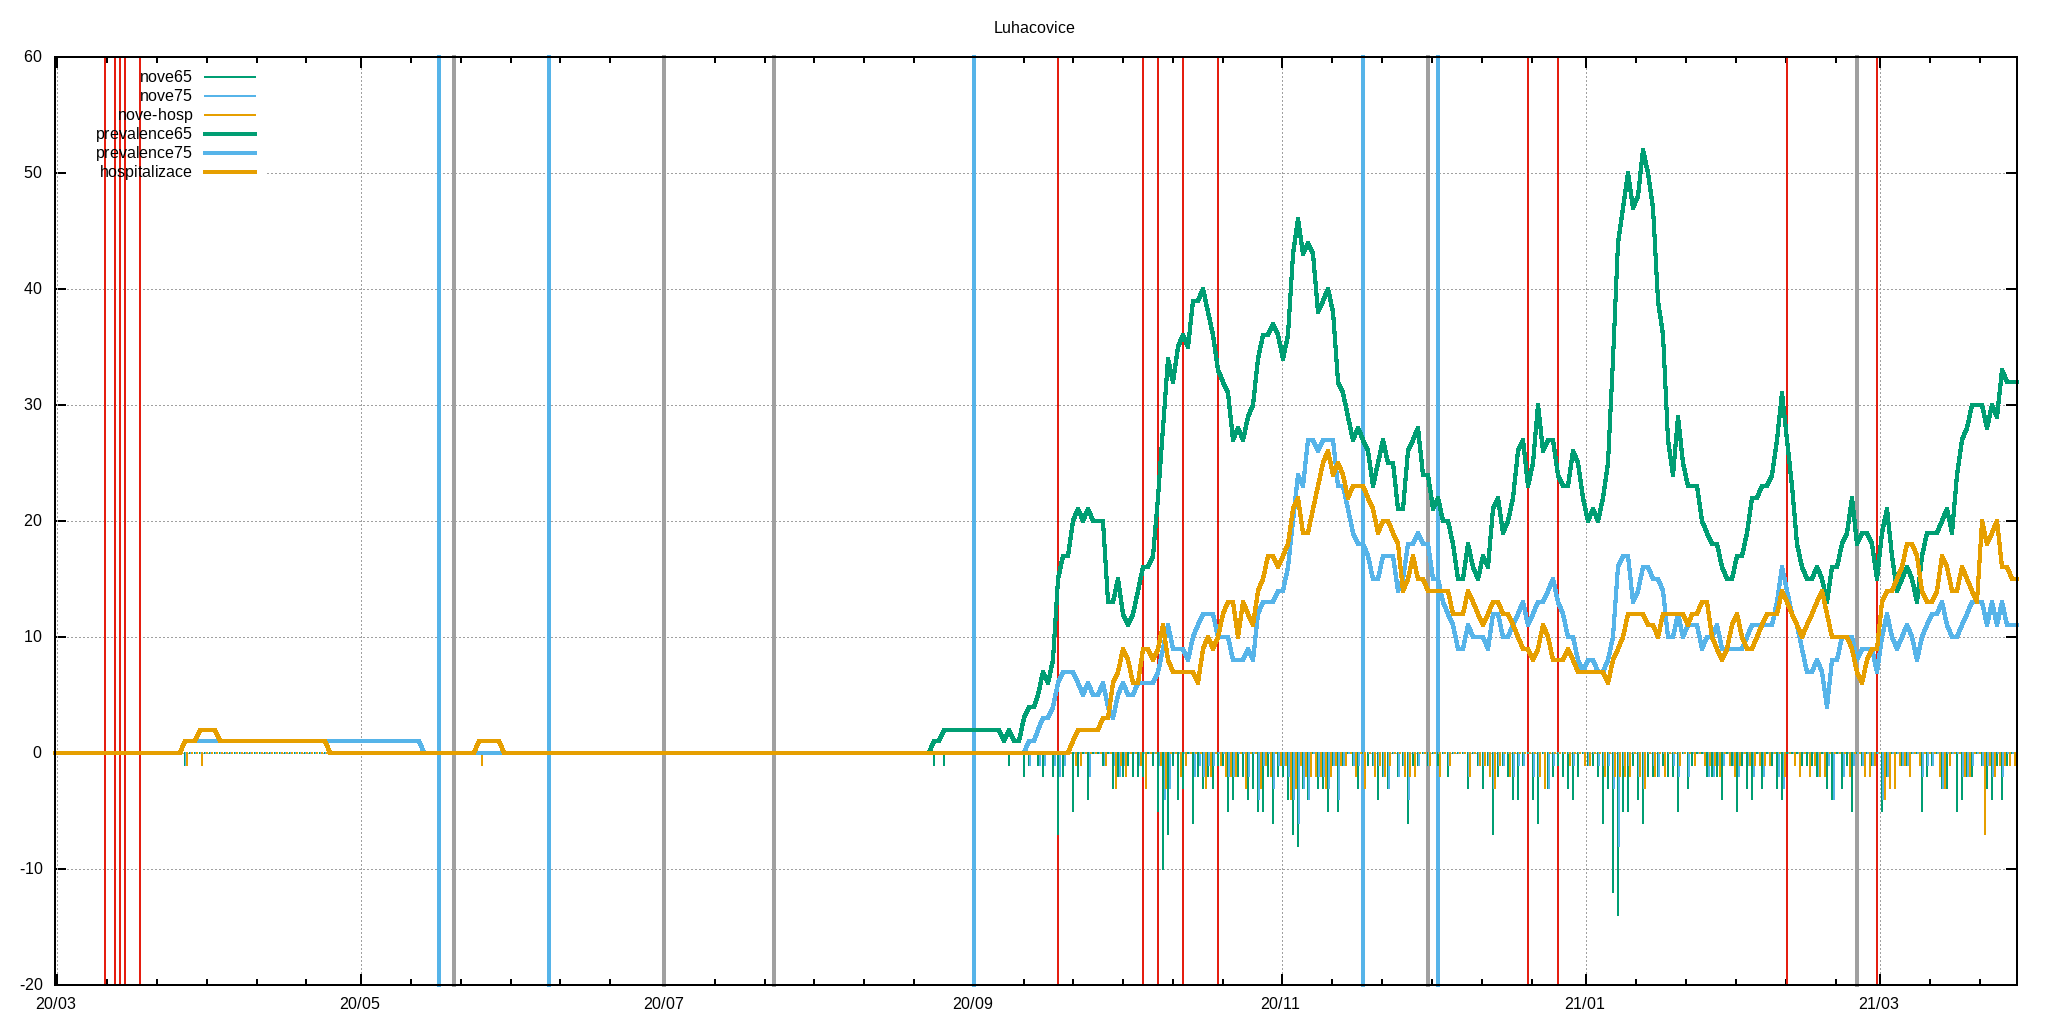 Luhacovice
60
50
40
30
20
10
0
-10
-20
nove65
nove75
nove-hosp
prevalence65
prevalence75
hospitalizace
20/03 20/05 20/07 20/09 20/11 21/01 21/03